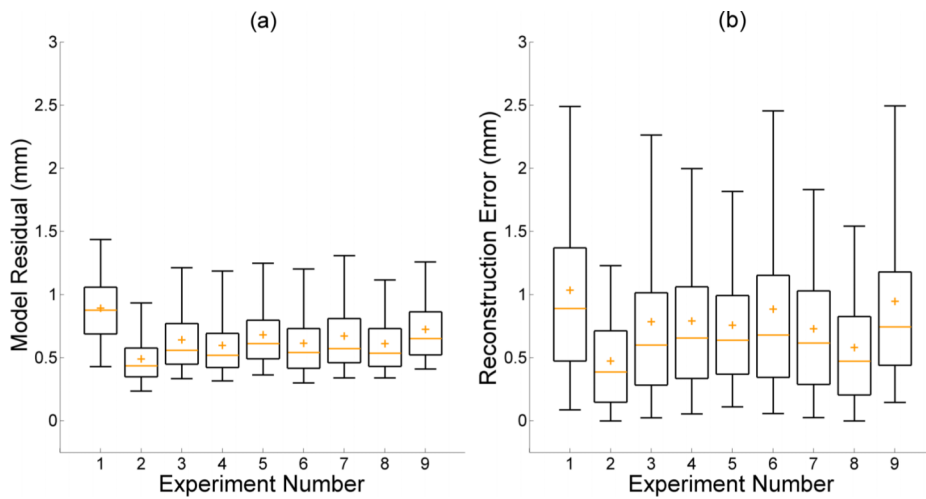 (a)
3
2.5
2
1.5
1
0.5
0
Model Residual (mm)
1 2 3 4 5 6 7 8 9
Experiment Number
(b)
3
2.5
2
1.5
1
0.5
0
Reconstruction Error (mm)
1 2 3 4 5 6 7 8 9
Experiment Number